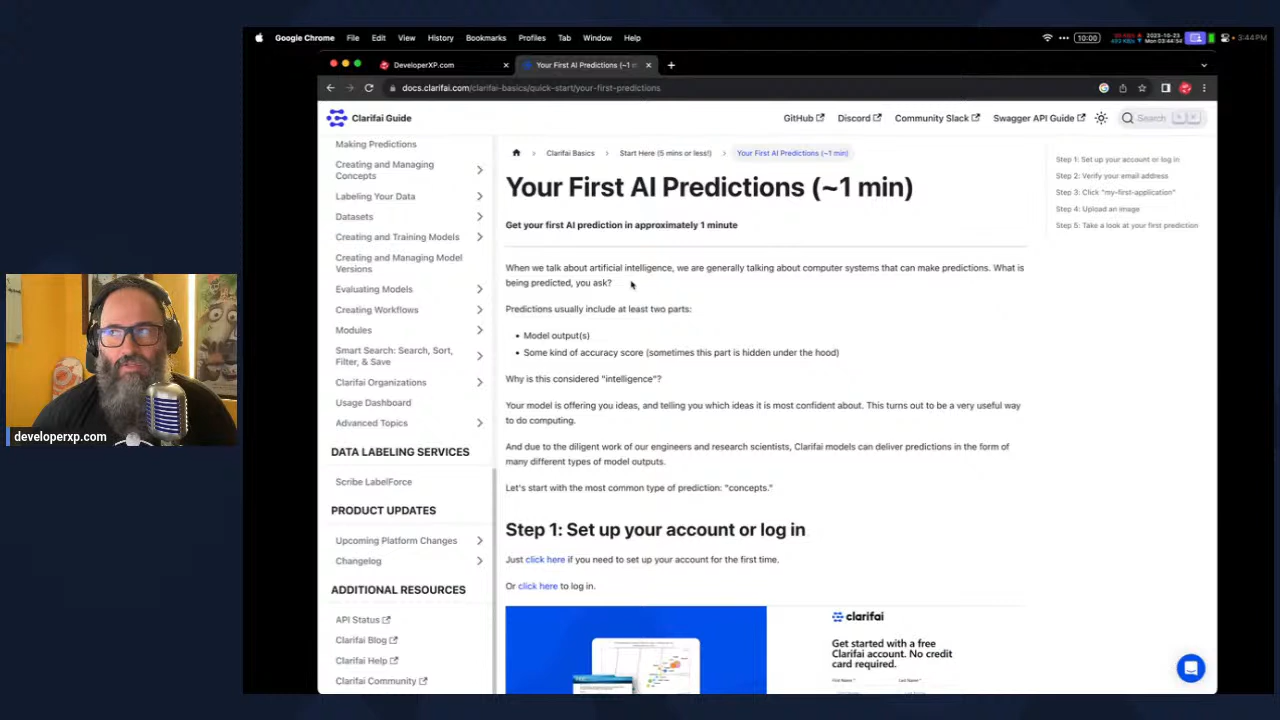 Google Chrome File Edit View History Bookmarks Profiles Tab Window Help
10:00
3:44PM
DeveloperXP.com
Your First AI Predictions (~1 m
docs.clarifai.com/clarifai-basics/quick-start/your-first-predictions
Clarifai Guide
GitHub Discord Community Slack Swagger API Guide Search
Making Predictions
Creating and Managing
Concepts
Labeling Your Data
Datasets
Creating and Training Models
Creating and Managing Model
Versions
Evaluating Models
Creating Workflows
Modules
Smart Search: Search, Sort,
Filter, & Save
Clarifai Organizations
Usage Dashboard
Advanced Topics
DATA LABELING SERVICES
Scribe LabelForce
PRODUCT UPDATES
Upcoming Platform Changes
Changelog
ADDITIONAL RESOURCES
API Status
Clarifai Blog
Clarifai Help
Clarifai Community
Clarifai Basics Start Here (5 mins or less!) Your First AI Predictions (~1 min)
Your First AI Predictions (~1 min)
Get your first AI prediction in approximately 1 minute
When we talk about artificial intelligence, we are generally talking about computer systems that can make predictions. What is
being predicted, you ask?
Predictions usually include at least two parts:
• Model output(s)
• Some kind of accuracy score (sometimes this part is hidden under the hood)
Why is this considered "intelligence"?
Your model is offering you ideas, and telling you which ideas it is most confident about. This turns out to be a very useful way
to do computing.
And due to the diligent work of our engineers and research scientists, Clarifai models can deliver predictions in the form of
many different types of model outputs.
Let's start with the most common type of prediction: "concepts."
Step 1: Set up your account or log in
Just click here if you need to set up your account for the first time.
Or click here to log in.
clarifai
Get started with a free
Clarifai account. No credit
card required.
First Name * Last Name *
Step 1: Set up your account or log in
Step 2: Verify your email address
Step 3: Click "my-first-application"
Step 4: Upload an image
Step 5: Take a look at your first prediction
developerxp.com